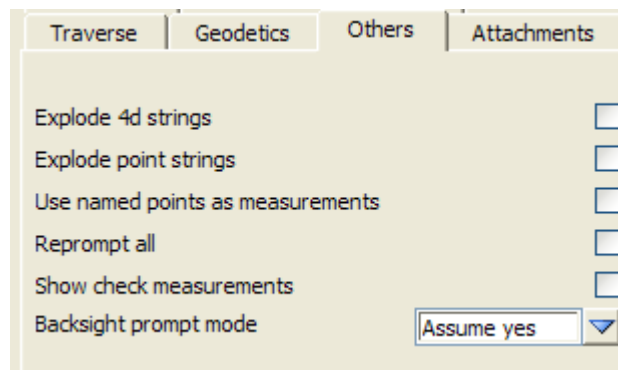 Traverse Geodetics Others Attachments
Explode 4d strings
Explode point strings
Use named points as measurements
Reprompt all
Show check measurements
Backsight prompt mode Assume yes